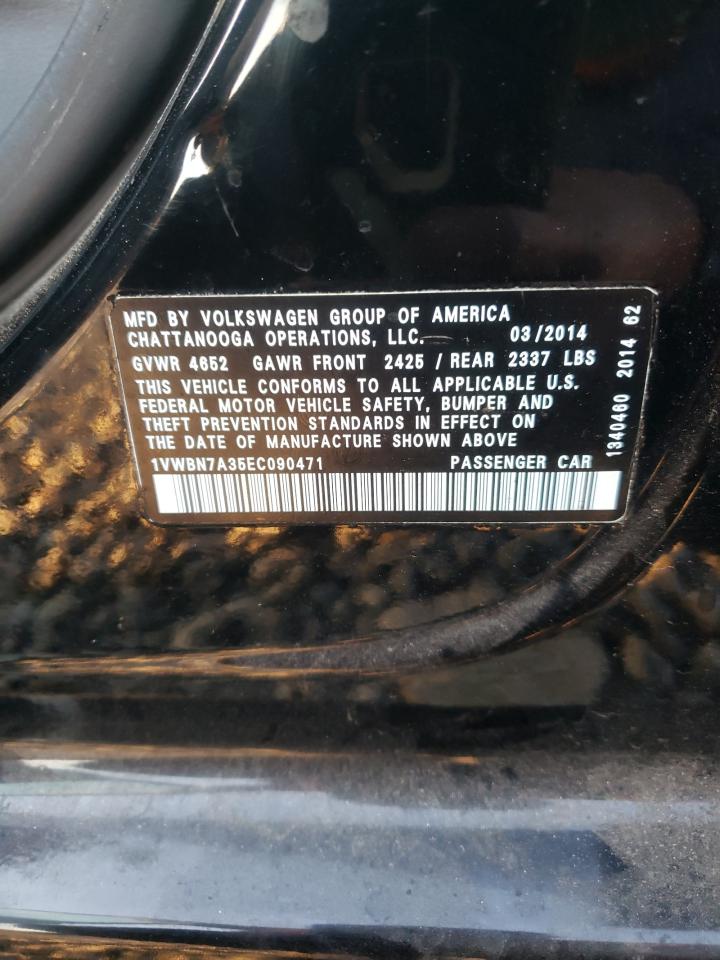 MFD BY VOLKSWAGEN GROUP OF AMERICA
CHATTANOOGA OPERATIONS, LLC. 03/2014
GVWR 4652 GAWR FRONT 2425 / REAR 2337 LBS
THIS VEHICLE CONFORMS TO ALL APPLICABLE U.S.
FEDERAL MOTOR VEHICLE SAFETY, BUMPER AND
THEFT PREVENTION STANDARDS IN EFFECT ON
THE DATE OF MANUFACTURE SHOWN ABOVE
1VWBN7A35EC090471 PASSENGER CAR
1940460 2014 62